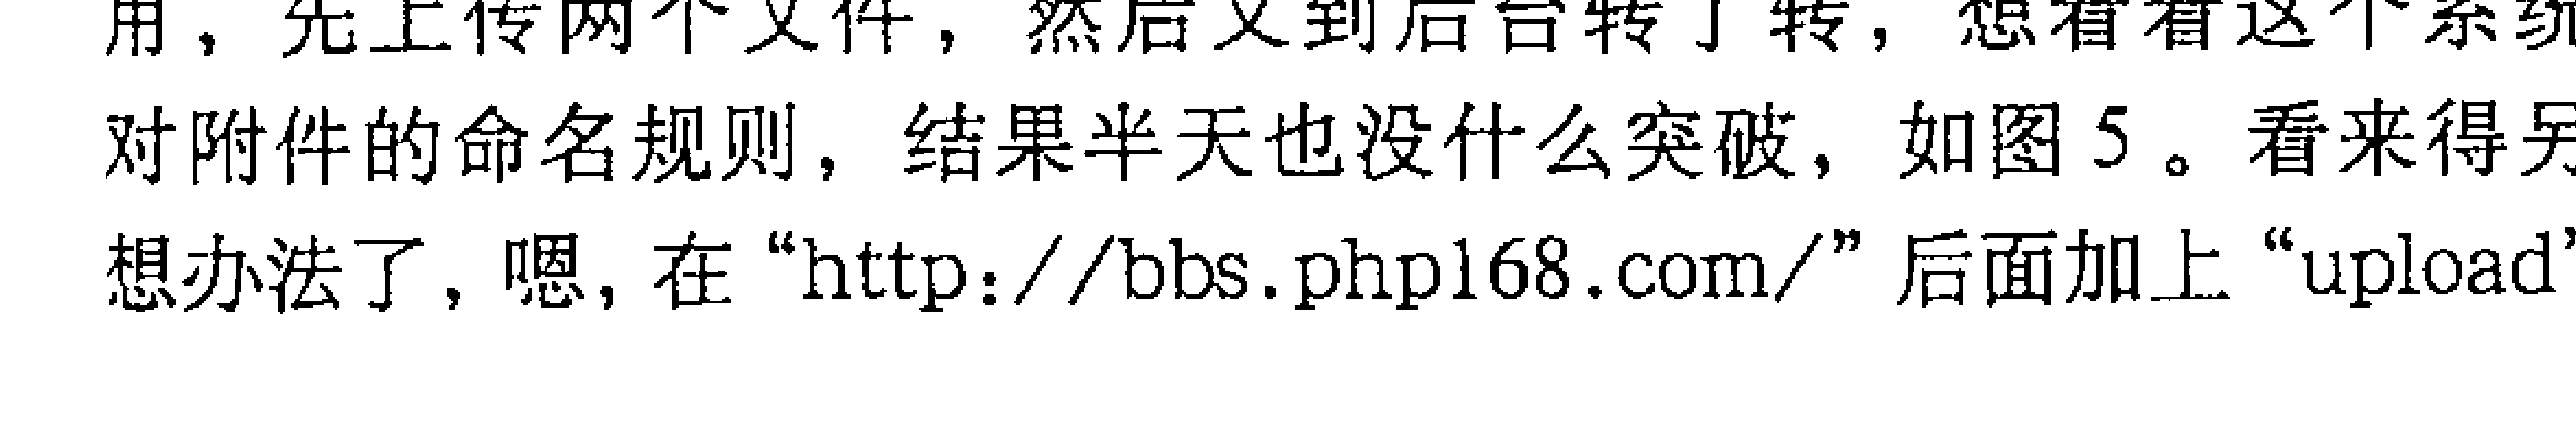 用，先上传两个文件，然后又到后台转了转，想看看这个系统
对附件的命名规则，结果半天也没什么突破，如图5。看来得另
想办法了，嗯，在“http://bbs.php168.com/”后面加上“upload”